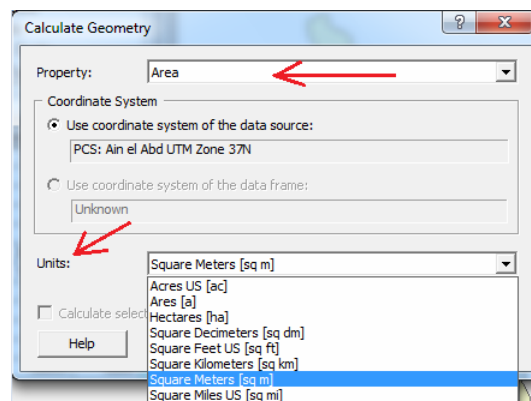 Calculate Geometry
Property:
Area
Coordinate System
Use coordinate system of the data source:
PCS: Ain el Abd UTM Zone 37N
Use coordinate system of the data frame:
Unknown
Units:
Square Meters [sq m]
Acres US [ac]
Ares [a]
Calculate
Hectares [ha]
Square Decimeters [sq dm]
Help
Square Feet US [sq ft]
Square Kilometers [sq km]
Square Meters [sq m]
Square Miles US [sq mi]